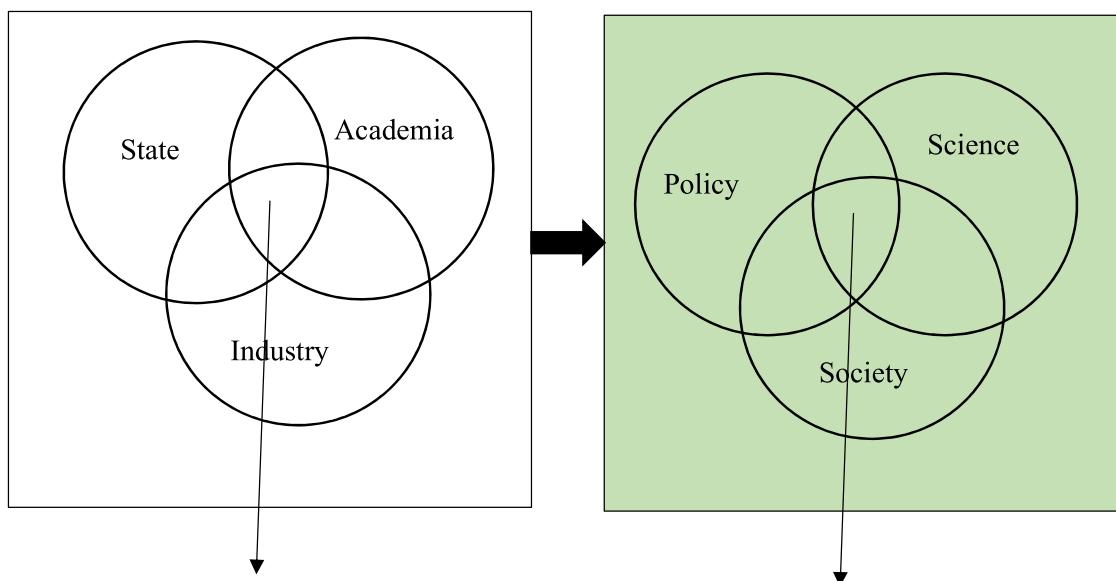 State
Academia
Industry
Policy
Science
Society